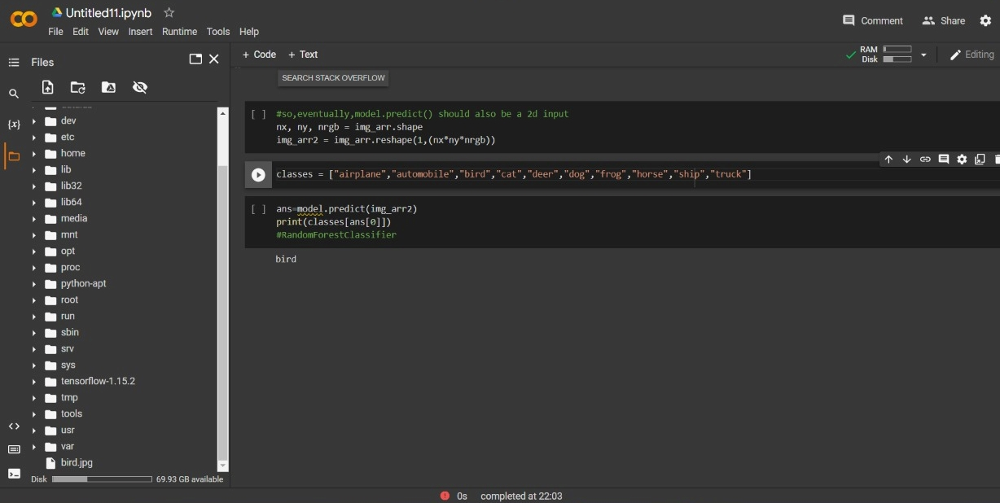 Untitled11.ipynb
File Edit View Insert Runtime Tools Help
Comment
Share
Files
+ Code + Text
RAM
Disk
Editing
SEARCH STACK OVERFLOW
dev
etc
home
lib
lib32
lib64
media
mnt
opt
proc
python-apt
root
run
sbin
srv
sys
tensorflow-1.15.2
tmp
tools
usr
var
bird.jpg
Disk 69.93 GB available
[ ] #so,eventually,model.predict() should also be a 2d input
nx, ny, nrgb = img_arr.shape
img_arr2 = img_arr.reshape(1,(nx*ny*nrgb))
classes = ["airplane","automobile","bird","cat","deer","dog","frog","horse","ship","truck"]
[ ] ans=model.predict(img_arr2)
print(classes[ans[0]])
#RandomForestClassifier
bird
0s completed at 22:03